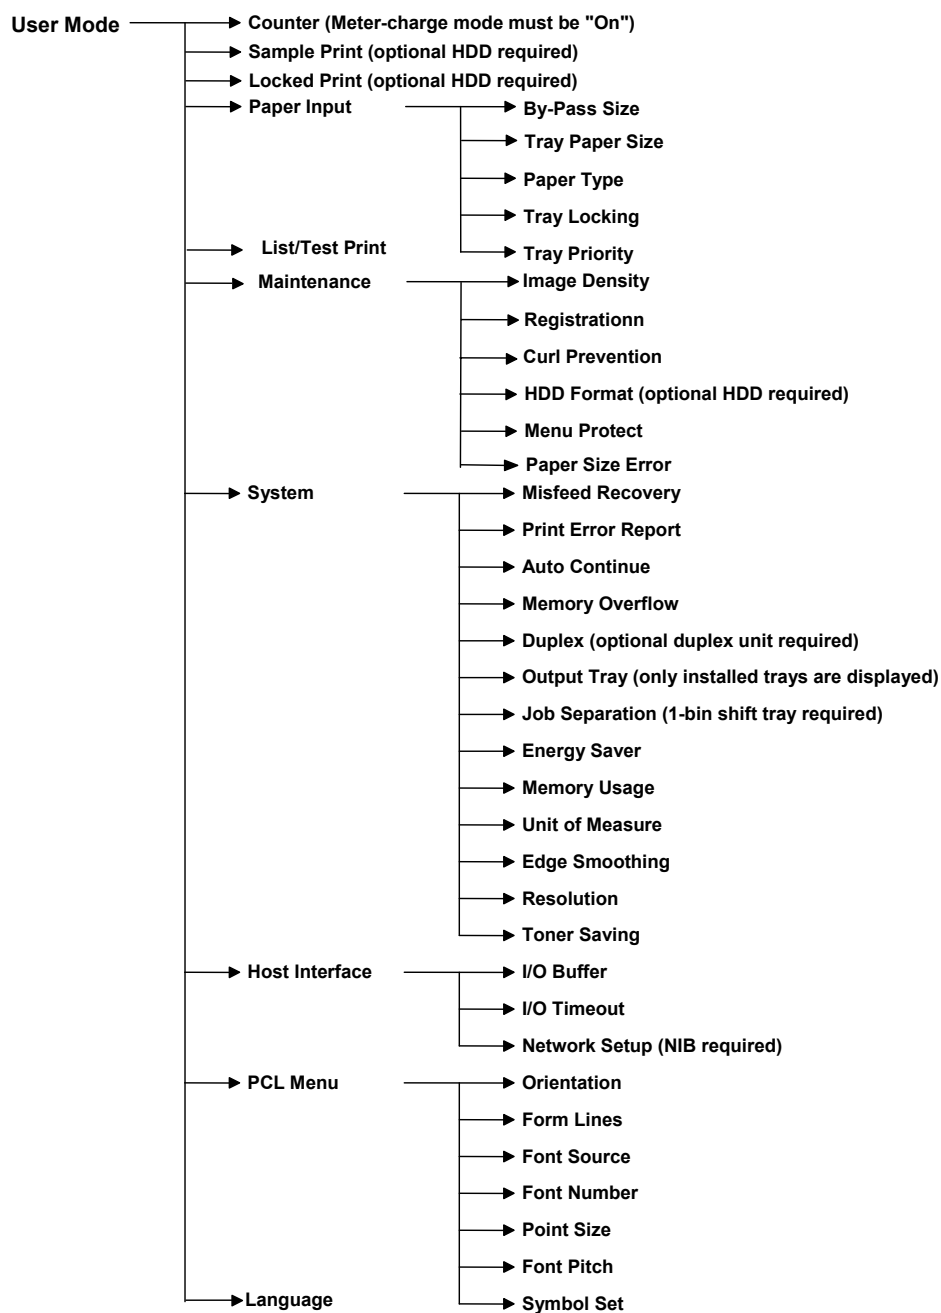 User Mode
Counter (Meter-charge mode must be "On")
Sample Print (optional HDD required)
Locked Print (optional HDD required)
Paper Input
By-Pass Size
Tray Paper Size
Paper Type
Tray Locking
Tray Priority
List/Test Print
Maintenance
Image Density
Registrationn
Curl Prevention
HDD Format (optional HDD required)
Menu Protect
Paper Size Error
System
Misfeed Recovery
Print Error Report
Auto Continue
Memory Overflow
Duplex (optional duplex unit required)
Output Tray (only installed trays are displayed)
Job Separation (1-bin shift tray required)
Energy Saver
Memory Usage
Unit of Measure
Edge Smoothing
Resolution
Toner Saving
Host Interface
I/O Buffer
I/O Timeout
Network Setup (NIB required)
PCL Menu
Orientation
Form Lines
Font Source
Font Number
Point Size
Font Pitch
Symbol Set
Language